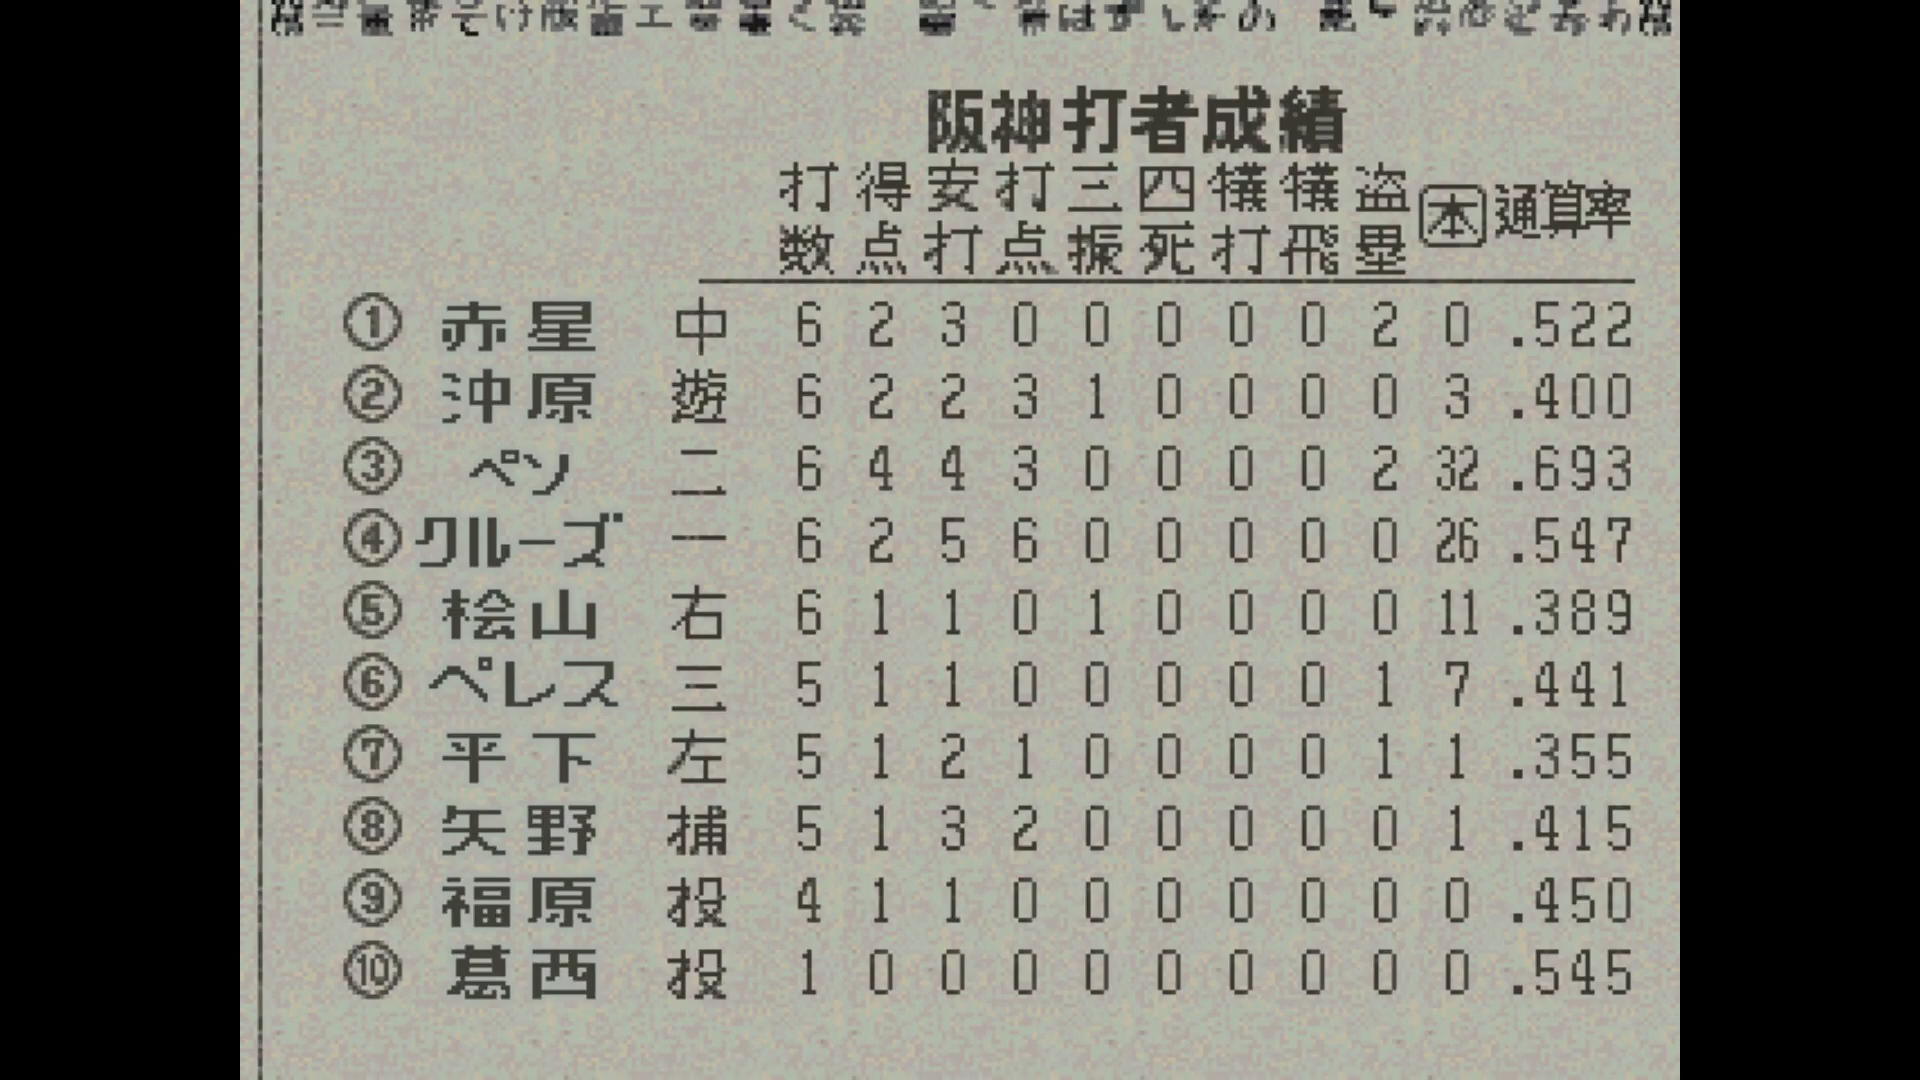 阪神打者成績
打数 得点 安打 打点 三振 四死 犠打 犠飛 盗塁 本 通算率
① 赤星 中 6 2 3 0 0 0 0 0 2 0 .522
② 沖原 遊 6 2 2 3 1 0 0 0 0 3 .400
③ ペソ 二 6 4 4 3 0 0 0 0 2 32 .693
④ クルーズ 一 6 2 5 6 0 0 0 0 0 26 .547
⑤ 桧山 右 6 1 1 0 1 0 0 0 0 11 .389
⑥ ペレス 三 5 1 1 0 0 0 0 0 1 7 .441
⑦ 平下 左 5 1 2 1 0 0 0 0 1 1 .355
⑧ 矢野 捕 5 1 3 2 0 0 0 0 0 1 .415
⑨ 福原 投 4 1 1 0 0 0 0 0 0 0 .450
⑩ 葛西 投 1 0 0 0 0 0 0 0 0 0 .545